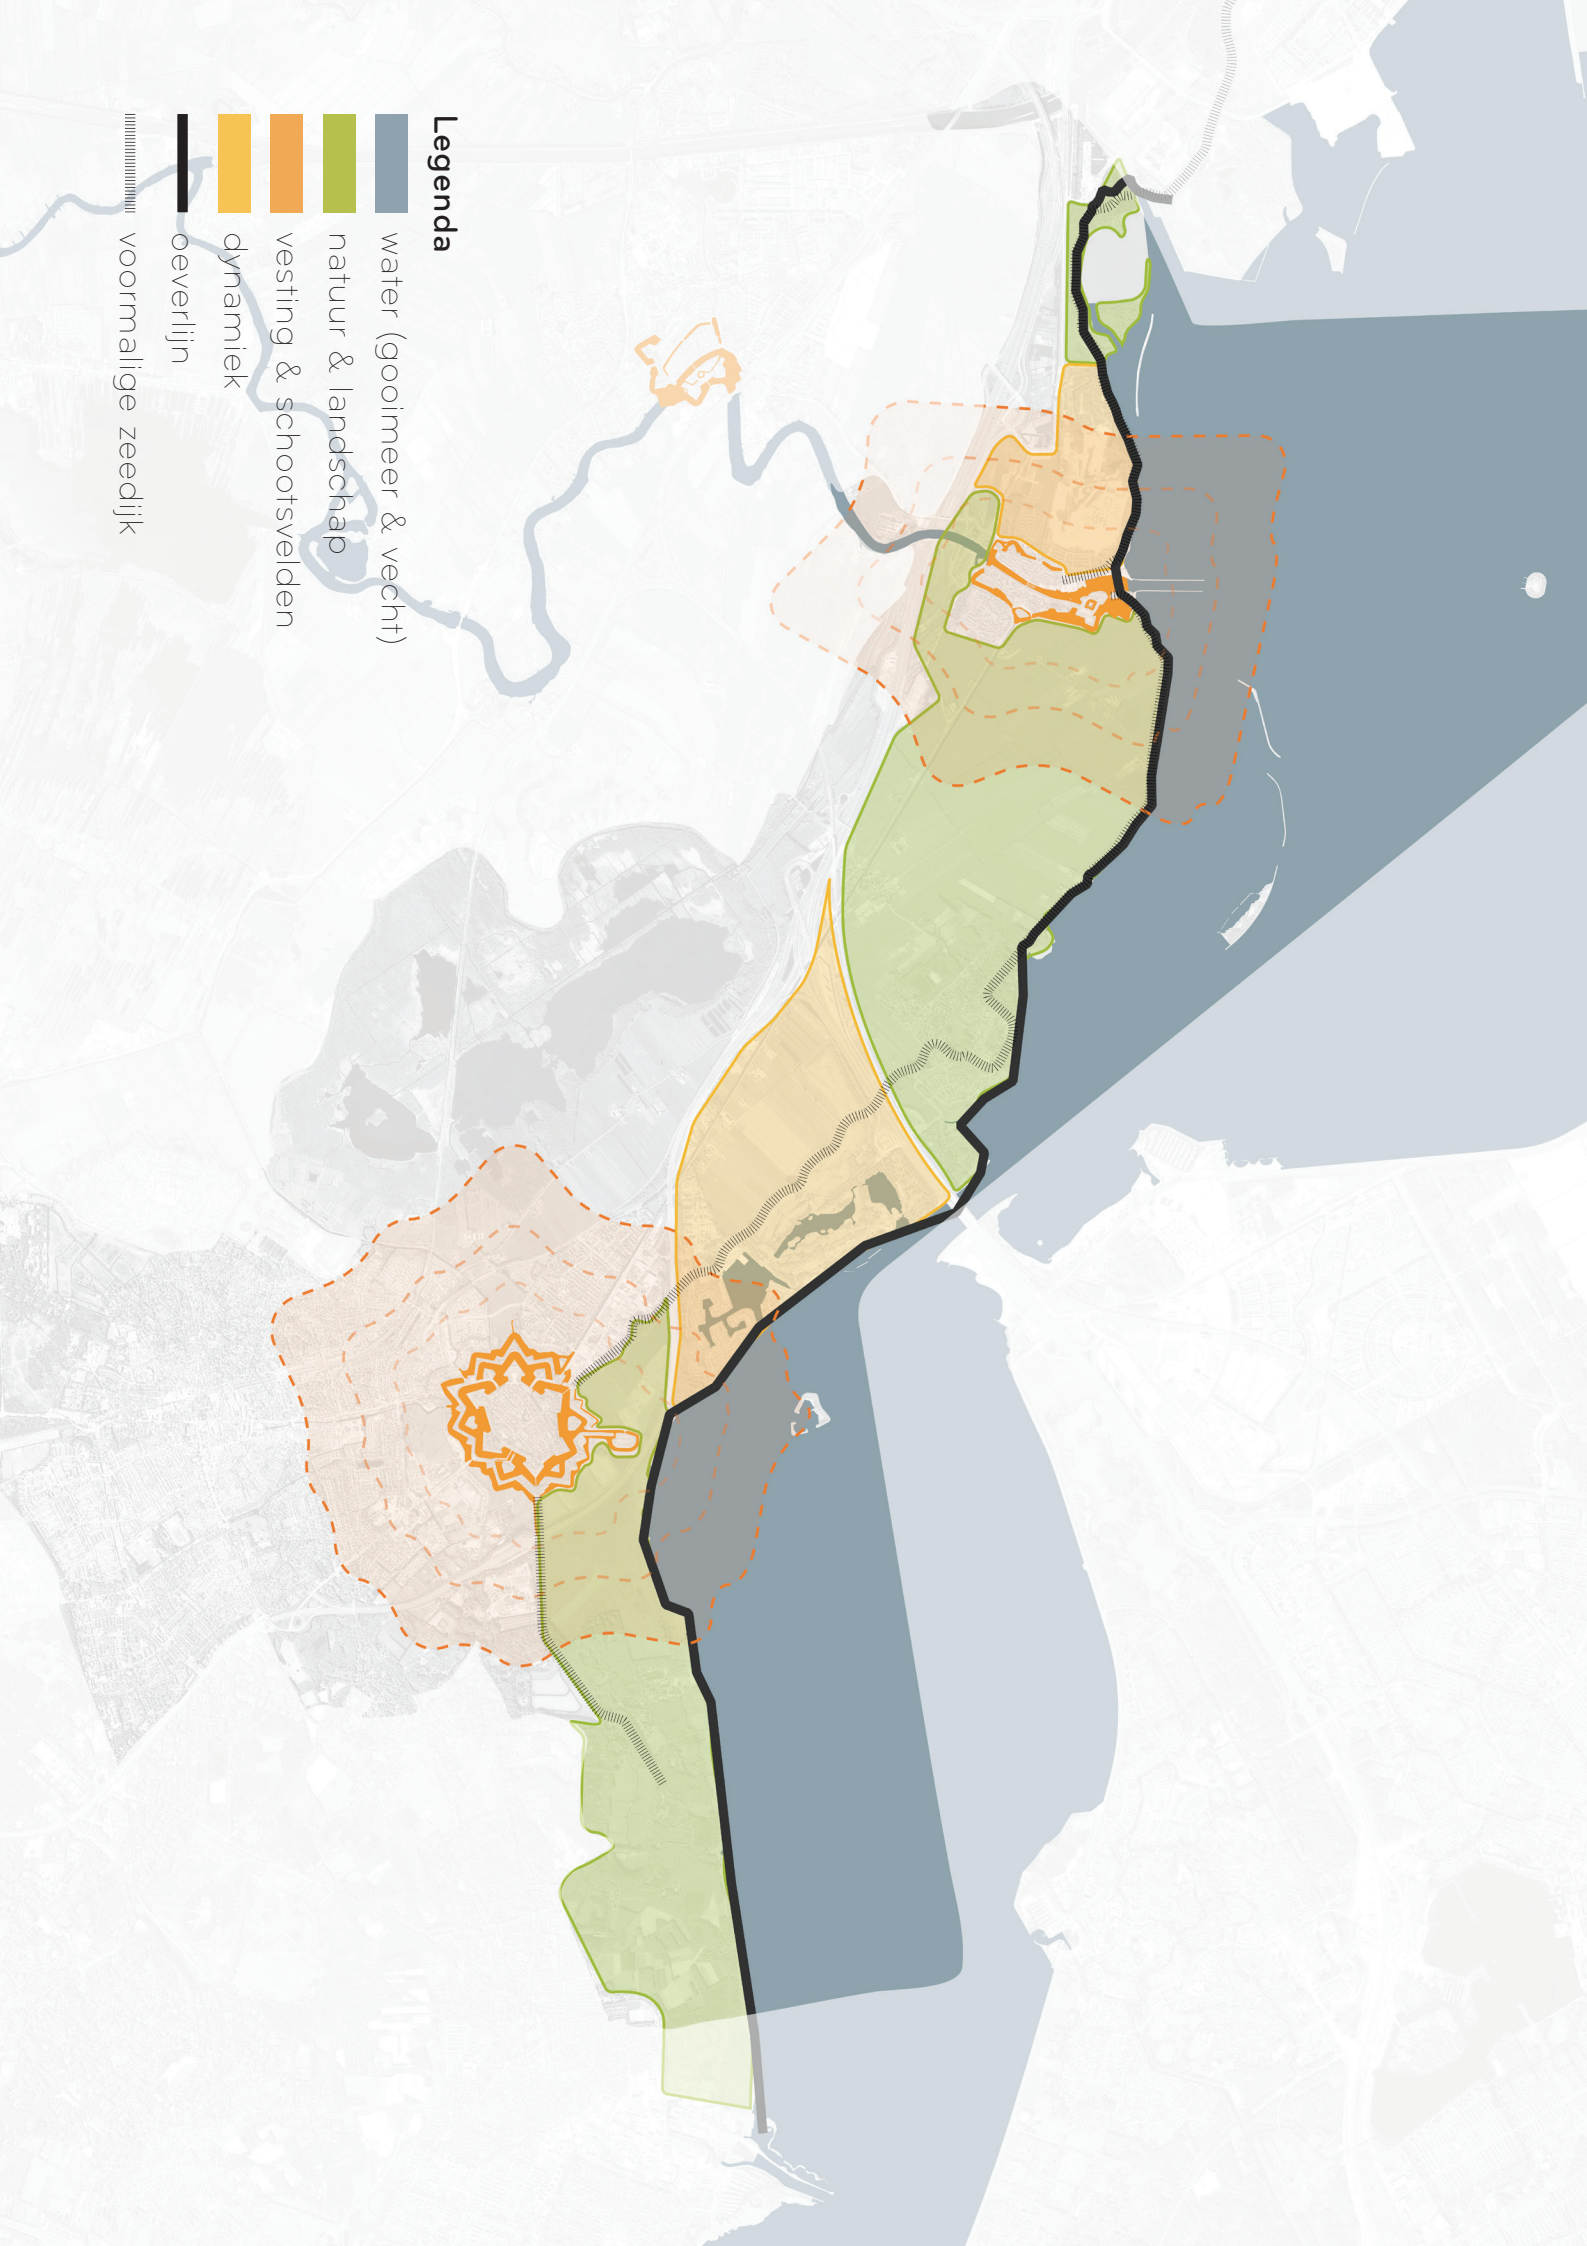 Legenda
water (gooimeer & vecht)
natuur & landschap
vesting & schootsvelden
dynamiek
oeverlijn
voormalige zeedijk